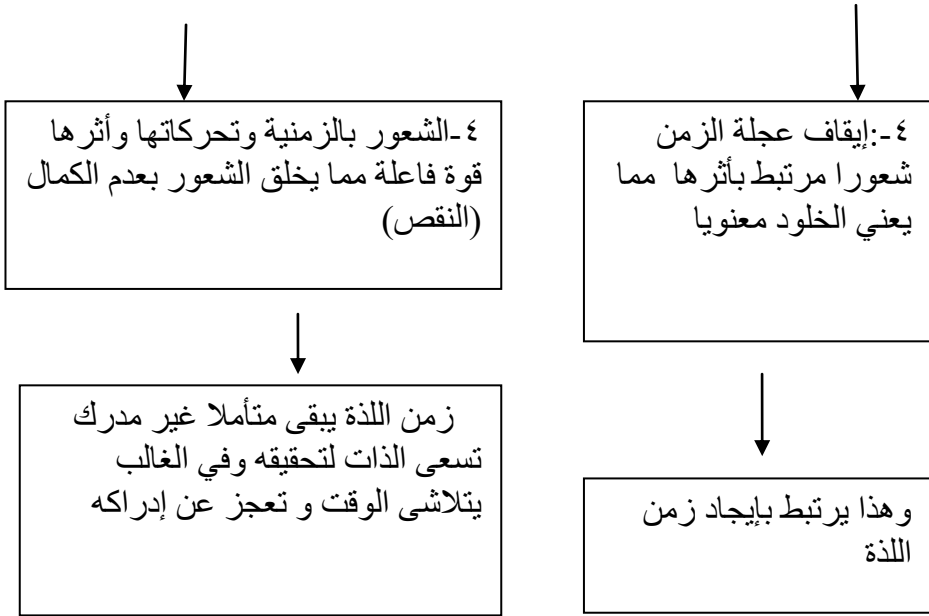 ٤-:إيقاف عجلة الزمن
شعورا مرتبط بأثرها مما
يعني الخلود معنويا
وهذا يرتبط بإيجاد زمن
اللذة
٤-الشعور بالزمنية وتحركاتها وأثرها
قوة فاعلة مما يخلق الشعور بعدم الكمال
(النقص)
زمن اللذة يبقى متأملا غير مدرك
تسعى الذات لتحقيقه وفي الغالب
يتلاشى الوقت و تعجز عن إدراكه